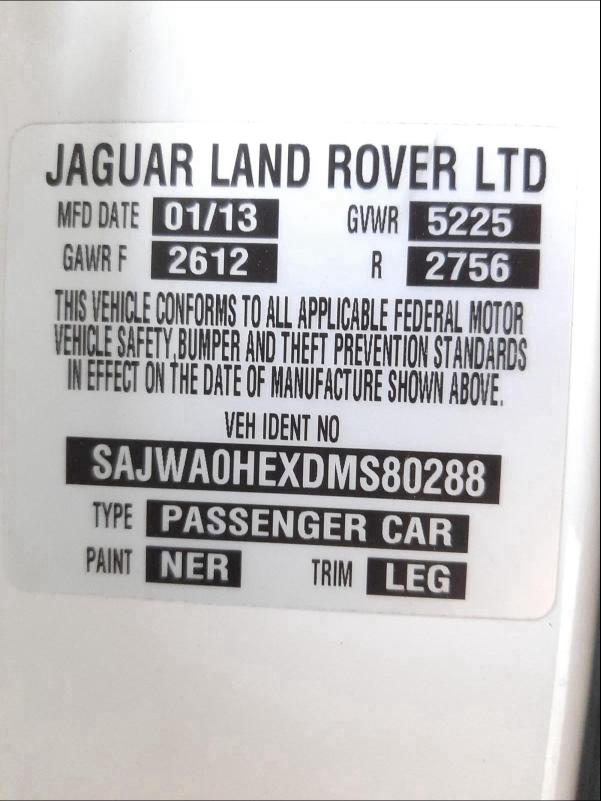 JAGUAR LAND ROVER LTD
MFD DATE 01/13 GVWR 5225
GAWR F 2612 R 2756
THIS VEHICLE CONFORMS TO ALL APPLICABLE FEDERAL MOTOR
VEHICLE SAFETY,BUMPER AND THEFT PREVENTION STANDARDS
IN EFFECT ON THE DATE OF MANUFACTURE SHOWN ABOVE.
VEH IDENT NO
SAJWA0HEXDMS80288
TYPE PASSENGER CAR
PAINT NER TRIM LEG